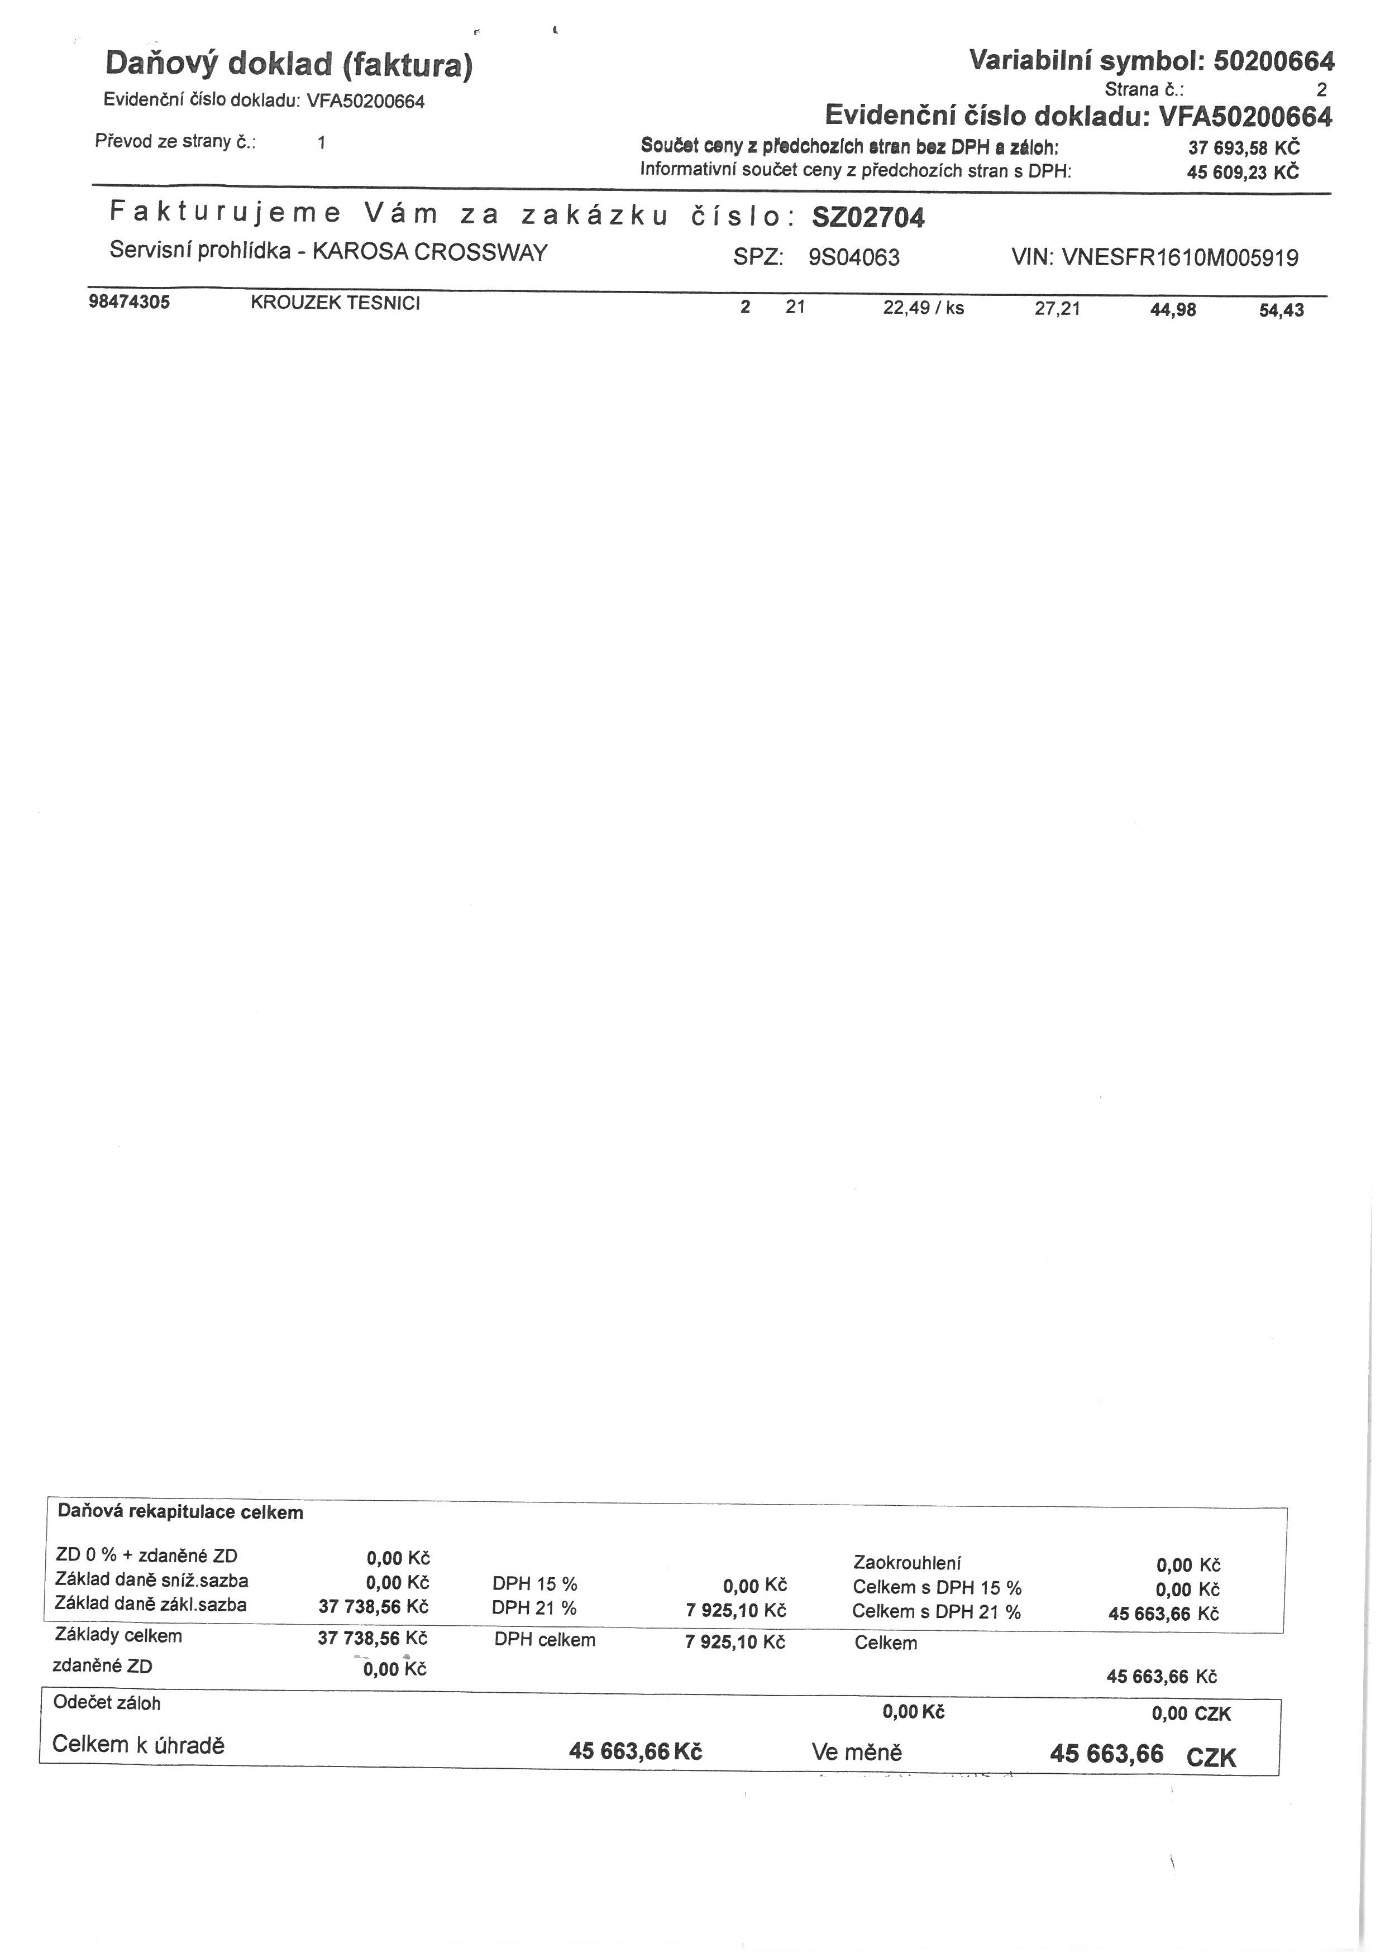 Daňový doklad (faktura)
Variabilní symbol: 50200664
Evidenční číslo dokladu: VFA50200664
Strana č.: 2
Evidenční číslo dokladu: VFA50200664
Převod ze strany č.: 1
Součet ceny z předchozích stran bez DPH a záloh: 37 693,58 KČ
Informativní součet ceny z předchozích stran s DPH: 45 609,23 KČ
Fakturujeme Vám za zakázku číslo: SZ02704
Servisní prohlídka - KAROSA CROSSWAY SPZ: 9S04063 VIN: VNESFR1610M005919
98474305 KROUZEK TESNICI 2 21 22,49 / ks 27,21 44,98 54,43
Daňová rekapitulace celkem
ZD 0 % + zdaněné ZD 0,00 Kč Zaokrouhlení 0,00 Kč
Základ daně sníž.sazba 0,00 Kč DPH 15 % 0,00 Kč Celkem s DPH 15 % 0,00 Kč
Základ daně zákl.sazba 37 738,56 Kč DPH 21 % 7 925,10 Kč Celkem s DPH 21 % 45 663,66 Kč
Základy celkem 37 738,56 Kč DPH celkem 7 925,10 Kč Celkem
zdaněné ZD 0,00 Kč 45 663,66 Kč
Odečet záloh 0,00 Kč 0,00 CZK
Celkem k úhradě 45 663,66 Kč Ve měně 45 663,66 CZK